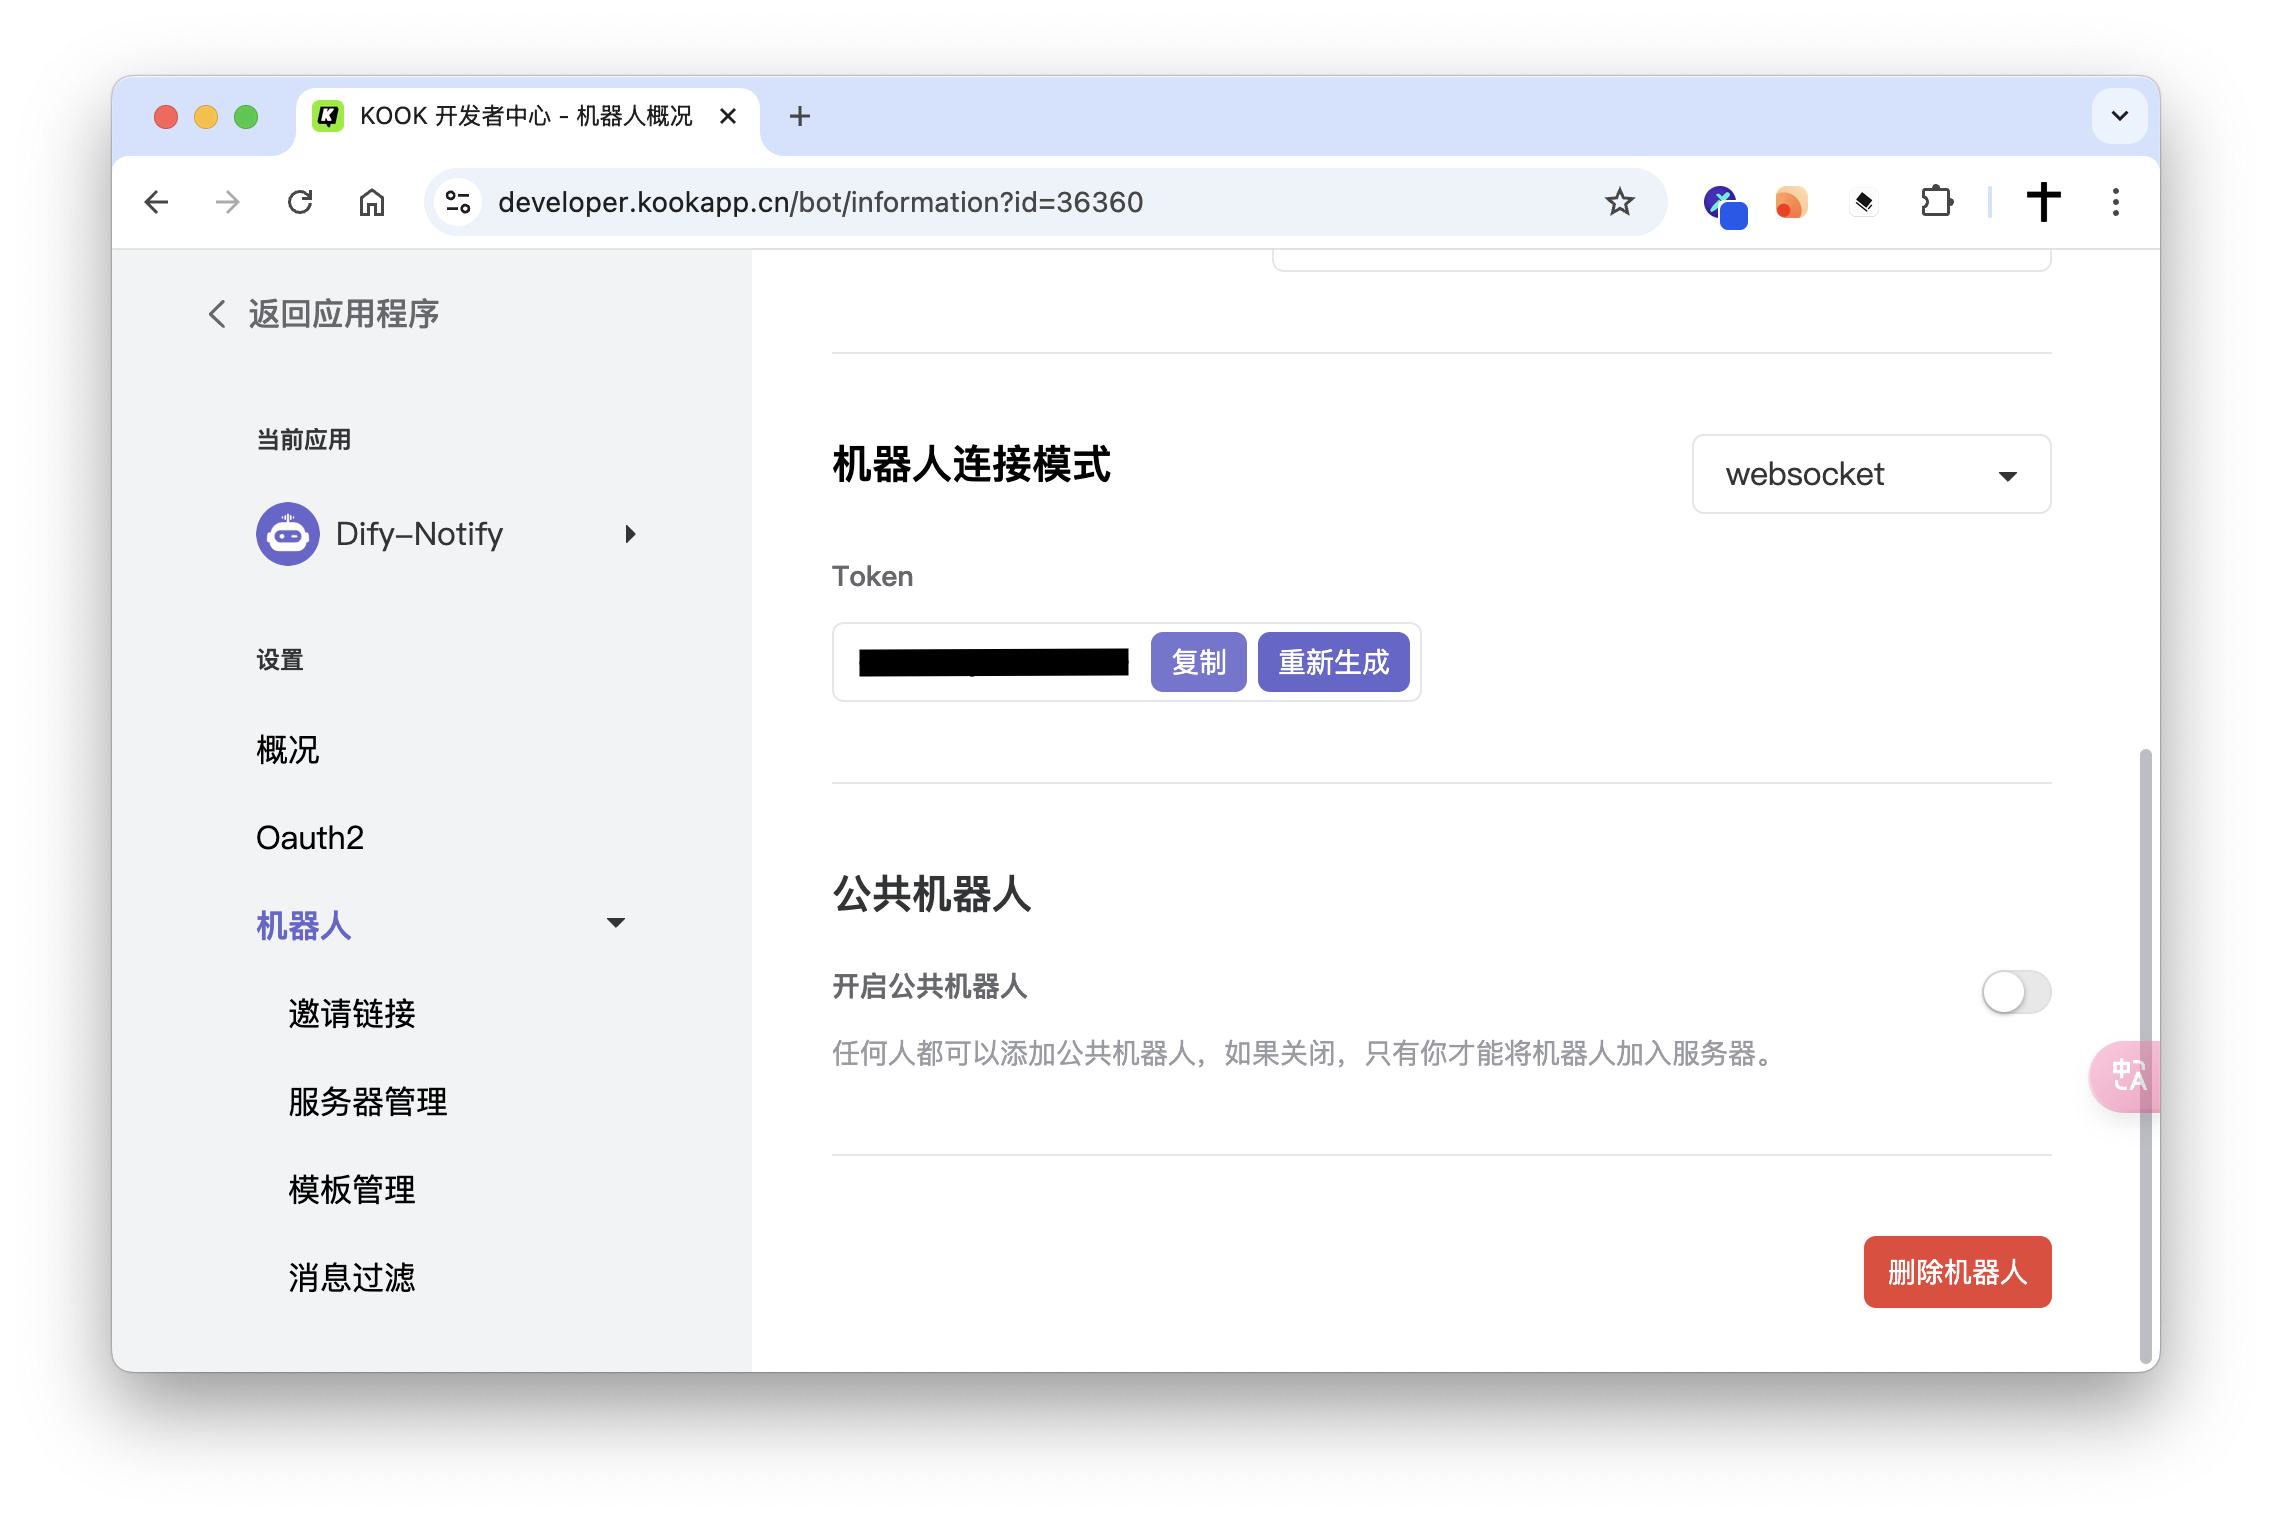 KOOK 开发者中心 - 机器人概况
developer.kookapp.cn/bot/information?id=36360
返回应用程序
当前应用
Dify-Notify
设置
概况
Oauth2
机器人
邀请链接
服务器管理
模板管理
消息过滤
机器人连接模式
websocket
Token
复制
重新生成
公共机器人
开启公共机器人
任何人都可以添加公共机器人，如果关闭，只有你才能将机器人加入服务器。
中A
删除机器人